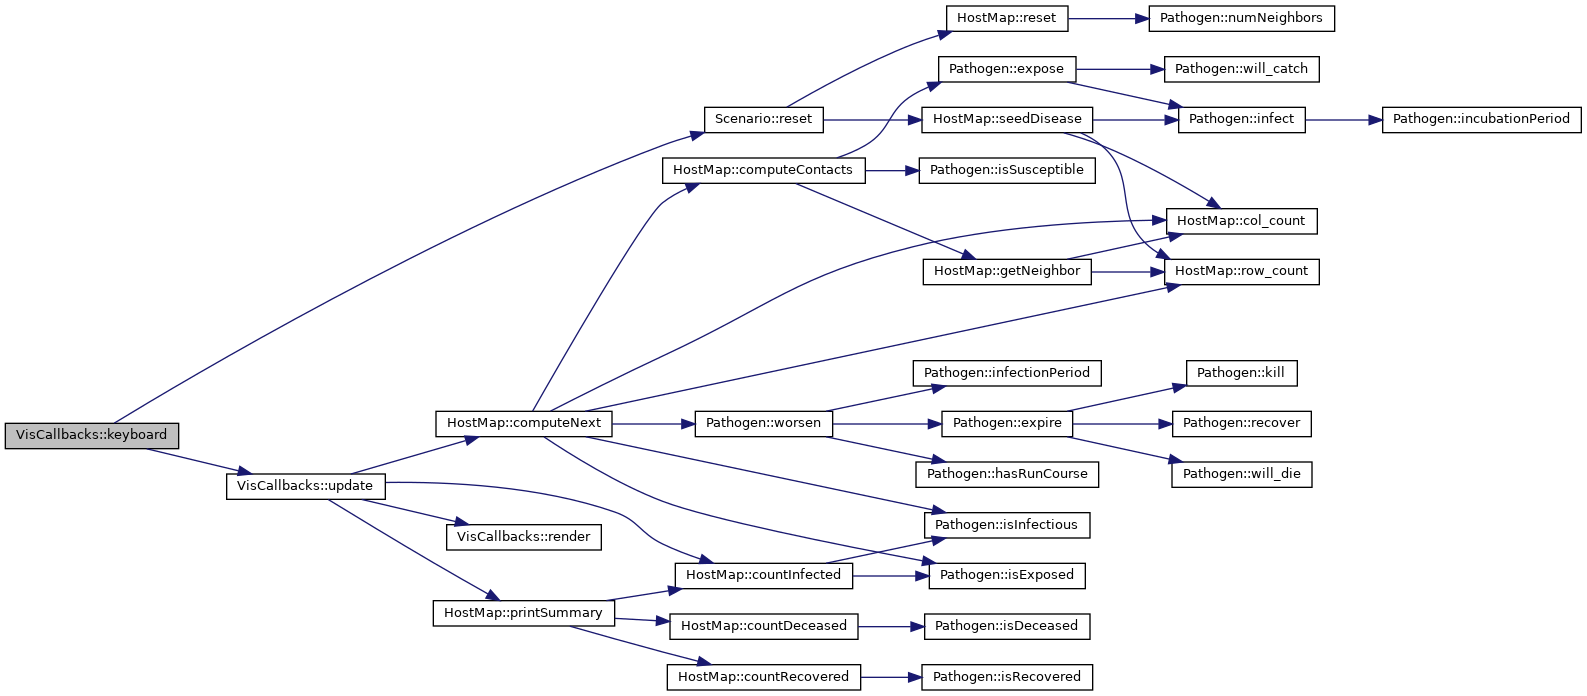 HostMap::reset
Pathogen::numNeighbors
Pathogen::expose
Pathogen::will_catch
Scenario::reset
HostMap::seedDisease
Pathogen::infect
Pathogen::incubationPeriod
HostMap::computeContacts
Pathogen::isSusceptible
HostMap::col_count
HostMap::getNeighbor
HostMap::row_count
Pathogen::infectionPeriod
Pathogen::kill
VisCallbacks::keyboard
HostMap::computeNext
Pathogen::worsen
Pathogen::expire
Pathogen::recover
Pathogen::hasRunCourse
Pathogen::will_die
VisCallbacks::update
Pathogen::isInfectious
VisCallbacks::render
HostMap::countInfected
Pathogen::isExposed
HostMap::printSummary
HostMap::countDeceased
Pathogen::isDeceased
HostMap::countRecovered
Pathogen::isRecovered